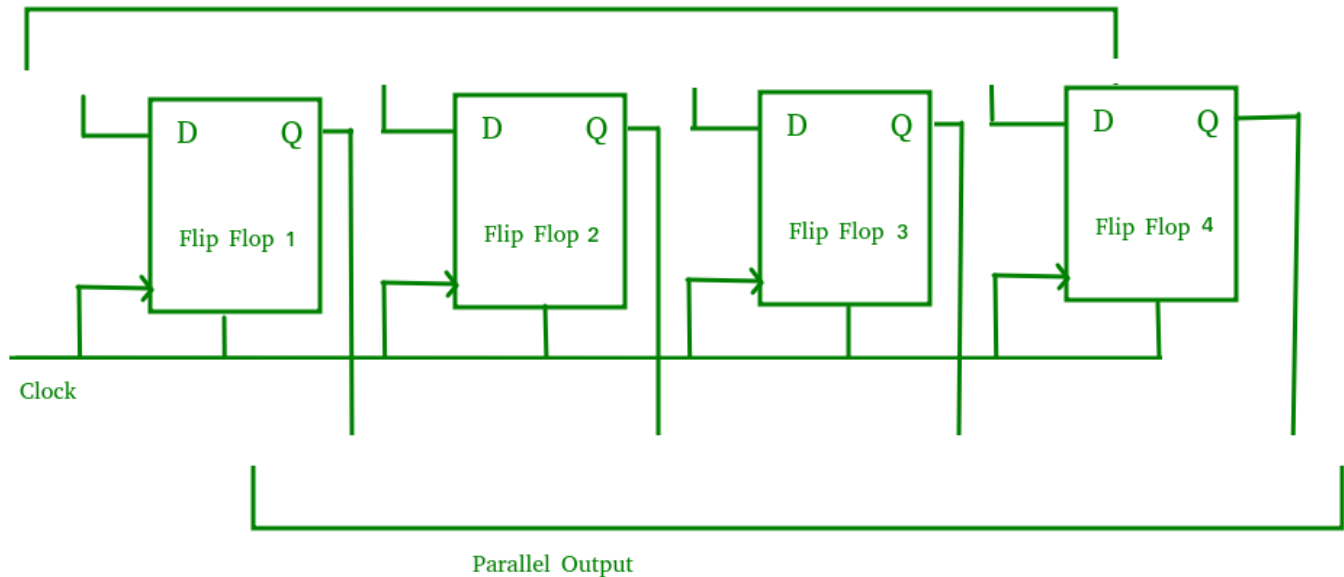 D Q
D Q
D Q
D Q
Flip Flop 1
Flip Flop 2
Flip Flop 3
Flip Flop 4
Clock
Parallel Output